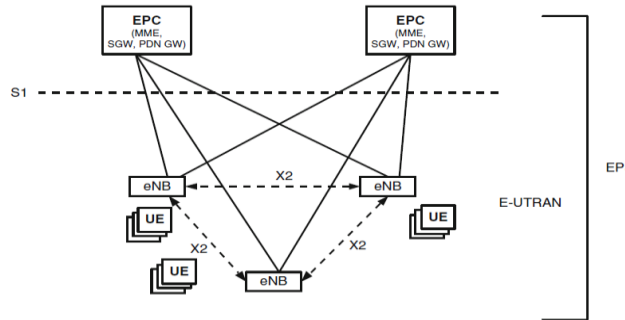 EPC
(MME,
SGW, PDN GW)
EPC
(MME,
SGW, PDN GW)
S1
eNB
X2
eNB
EP
E-UTRAN
UE
UE
X2
X2
UE
eNB